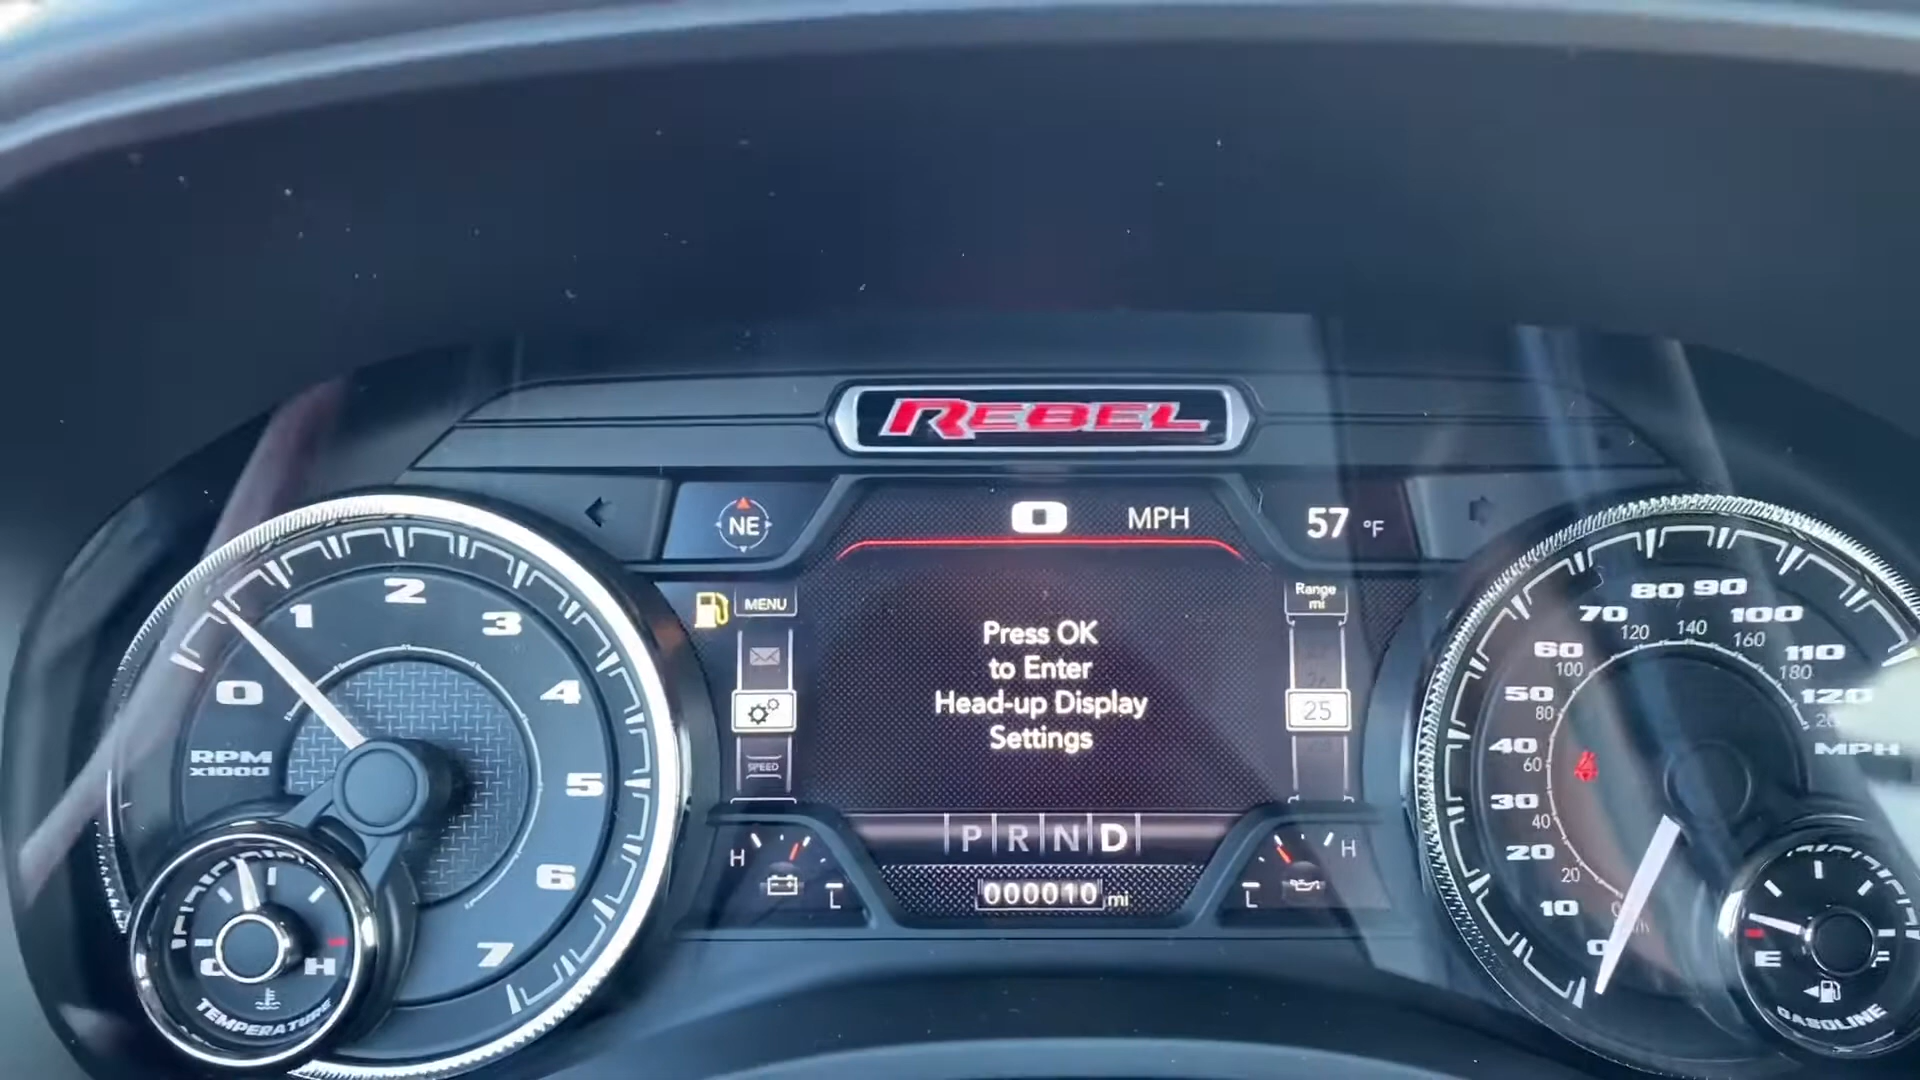 REBEL
NE
0 MPH
57 °F
MENU
Range
mi
Press OK
to Enter
Head-up Display
Settings
25
SPEED
P R N D
000010 mi
H
L
H
L
0
1
2
3
4
5
6
7
RPM
X1000
C H
TEMPERATURE
0
10
20
30
40
50
60
70
80
90
100
110
120
MPH
20
40
60
80
100
120
140
160
180
E F
GASOLINE